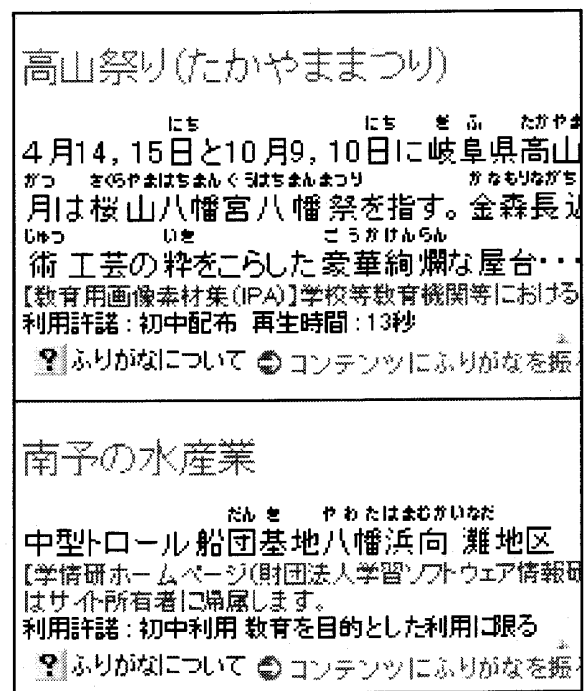 高山祭り(たかやままつり)
にち にち ぎ ふ たかやま
4月14, 15日と10月9, 10日に岐阜県高山
がつ さくらやまはちまんぐうはちまんまつり かなもりながち
月は桜山八幡宮八幡祭を指す。金森長近
じゅつ いき ごうかけんらん
術工芸の粋をこらした豪華絢爛な屋台・・・
【教育用画像素材集(IPA)】学校等教育機関等における
利用許諾:初中配布 再生時間:13秒
ふりがなについて コンテンツにふりがなを振
南予の水産業
だん き やわたはまむかいなだ
中型トロール船団基地八幡浜向 灘地区
【学情研ホームページ(財団法人学習ソフトウェア情報研
はサイト所有者に帰属します。
利用許諾:初中利用 教育を目的とした利用に限る
ふりがなについて コンテンツにふりがなを振